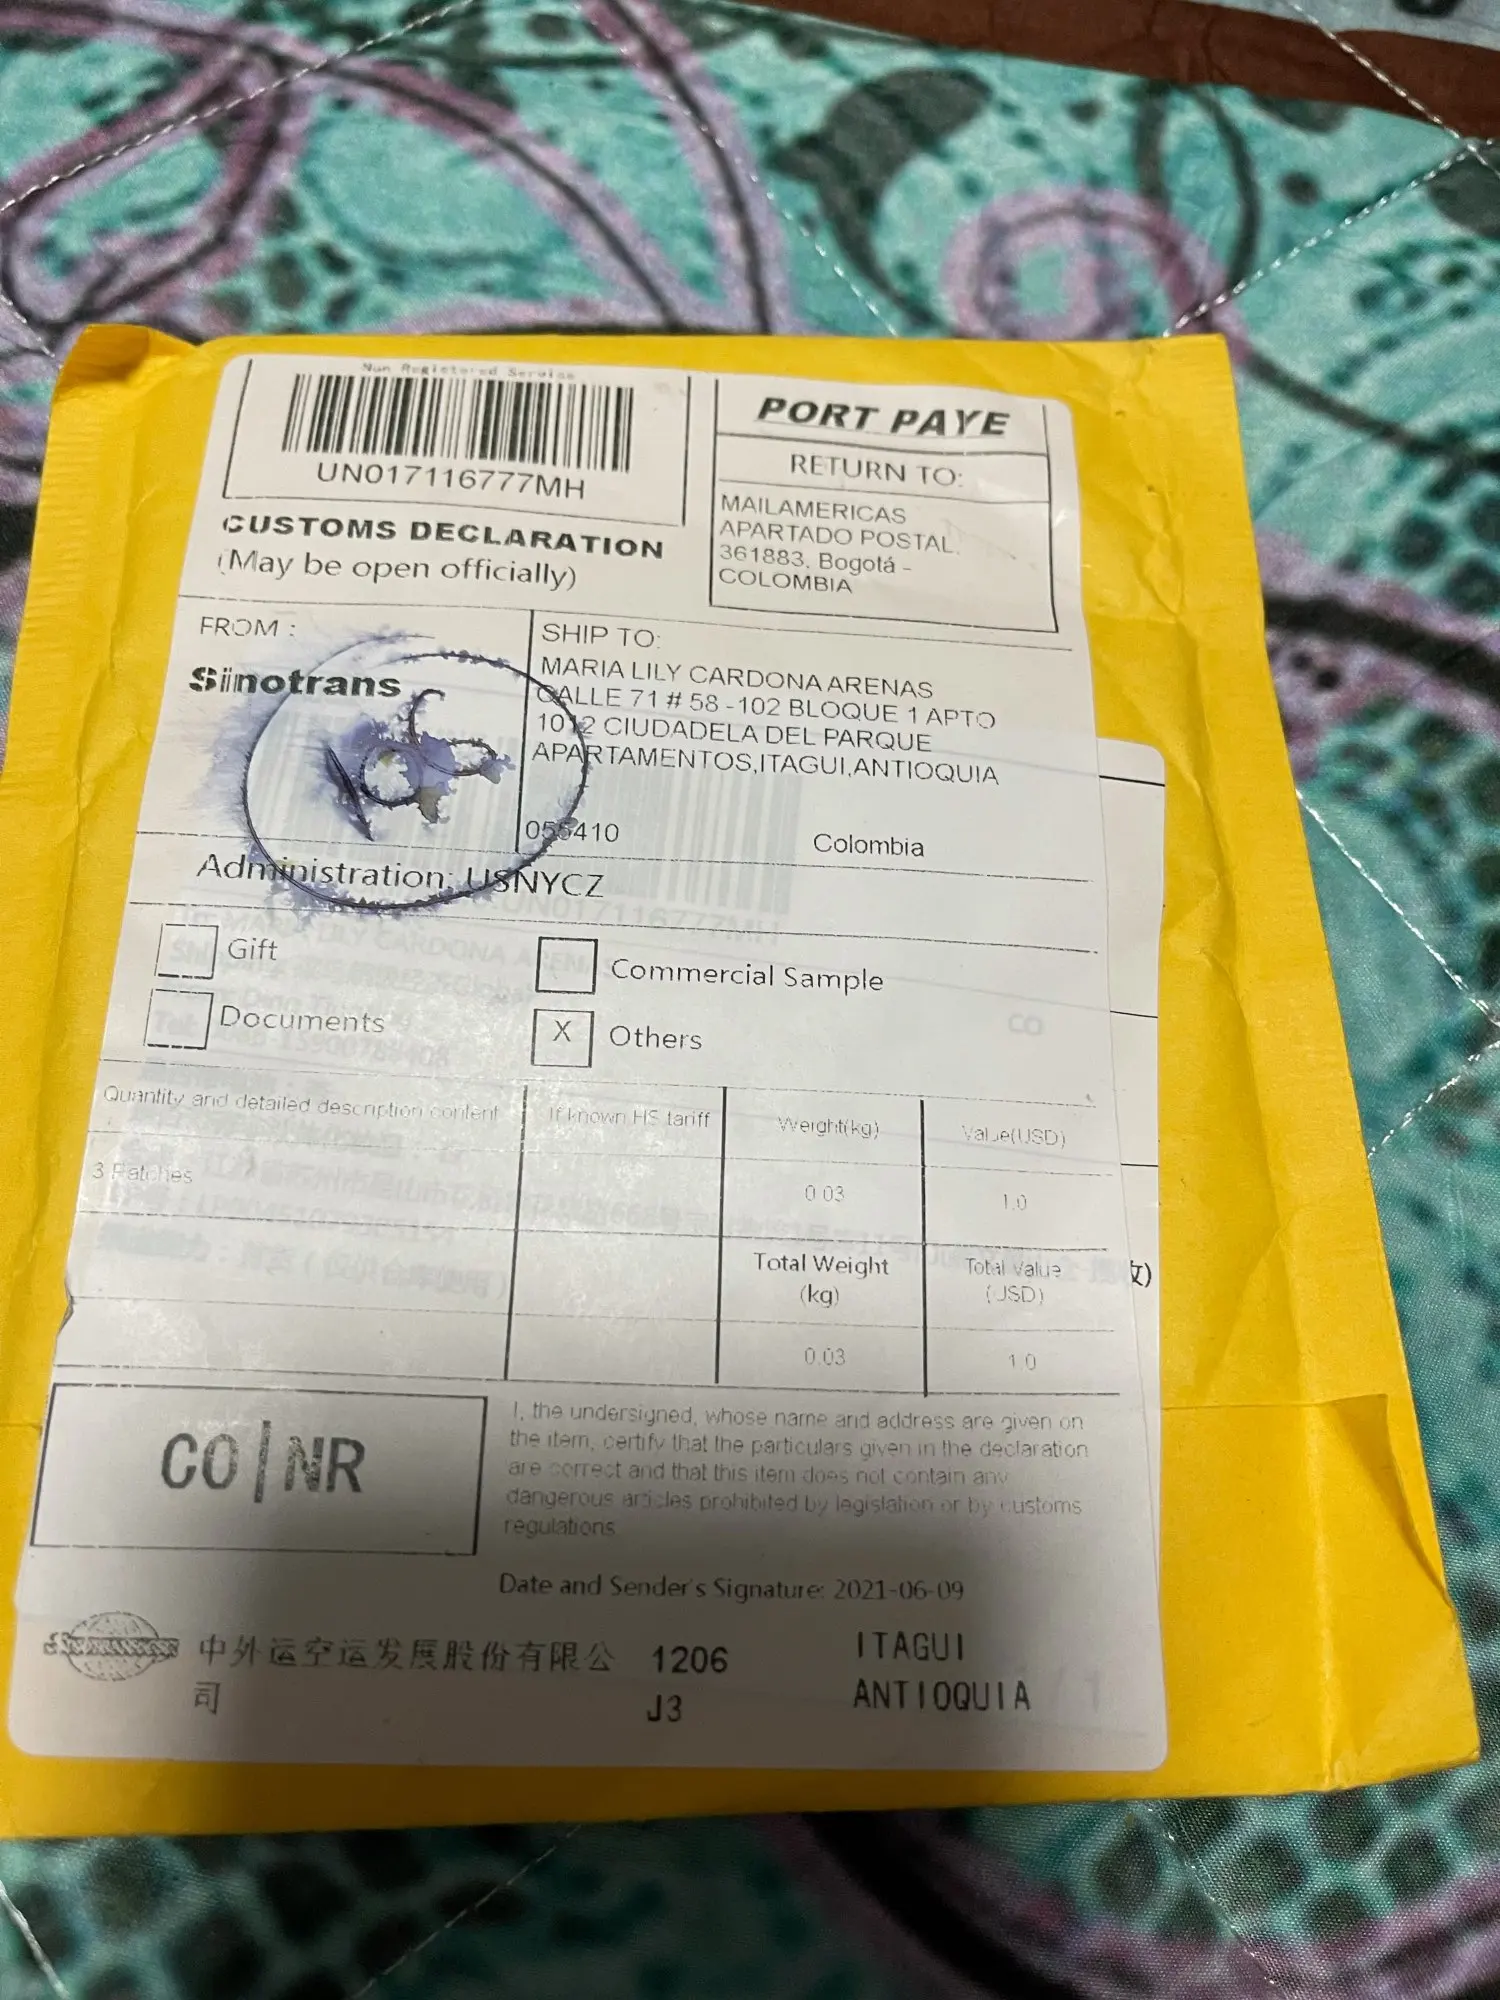 Nun Registered Service
UN017116777MH
PORT PAYE
RETURN TO:
MAILAMERICAS
APARTADO POSTAL.
361883. Bogotá -
COLOMBIA
CUSTOMS DECLARATION
(May be open officially)
FROM :
Sinotrans
SHIP TO:
MARIA LILY CARDONA ARENAS
CALLE 71 # 58 -102 BLOQUE 1 APTO
1012 CIUDADELA DEL PARQUE
APARTAMENTOS,ITAGUI,ANTIOQUIA
055410 Colombia
Administration: USNYCZ
UN017116777MH
Gift
Commercial Sample
CO
Documents
X Others
Quantity and detailed description content If known HS tariff Weight(kg) Value(USD)
3 Patches 0.03 1.0
Total Weight (kg) Total Value (USD)
0.03 1.0
CO|NR
I, the undersigned, whose name and address are given on
the item, certify that the particulars given in the declaration
are correct and that this item does not contain any
dangerous articles prohibited by legislation or by customs
regulations
Date and Sender's Signature: 2021-06-09
中外运空运发展股份有限公
司
1206
J3
ITAGUI
ANTIOQUIA